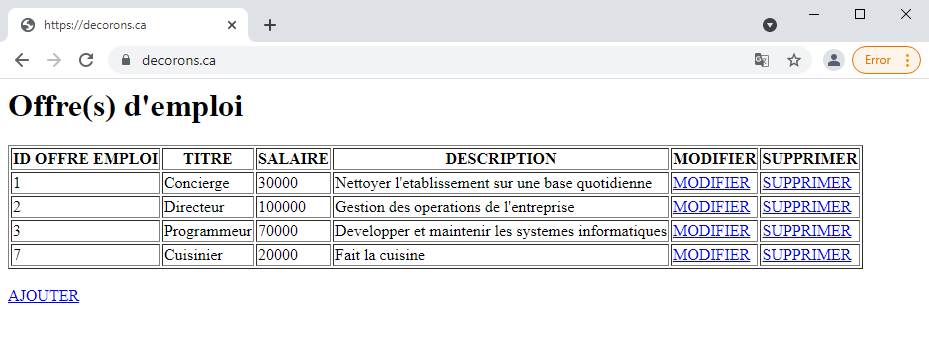 https://decorons.ca
decorons.ca
Error
Offre(s) d'emploi
ID OFFRE EMPLOI TITRE SALAIRE DESCRIPTION MODIFIER SUPPRIMER
1 Concierge 30000 Nettoyer l'etablissement sur une base quotidienne MODIFIER SUPPRIMER
2 Directeur 100000 Gestion des operations de l'entreprise MODIFIER SUPPRIMER
3 Programmeur 70000 Developper et maintenir les systemes informatiques MODIFIER SUPPRIMER
7 Cuisinier 20000 Fait la cuisine MODIFIER SUPPRIMER
AJOUTER